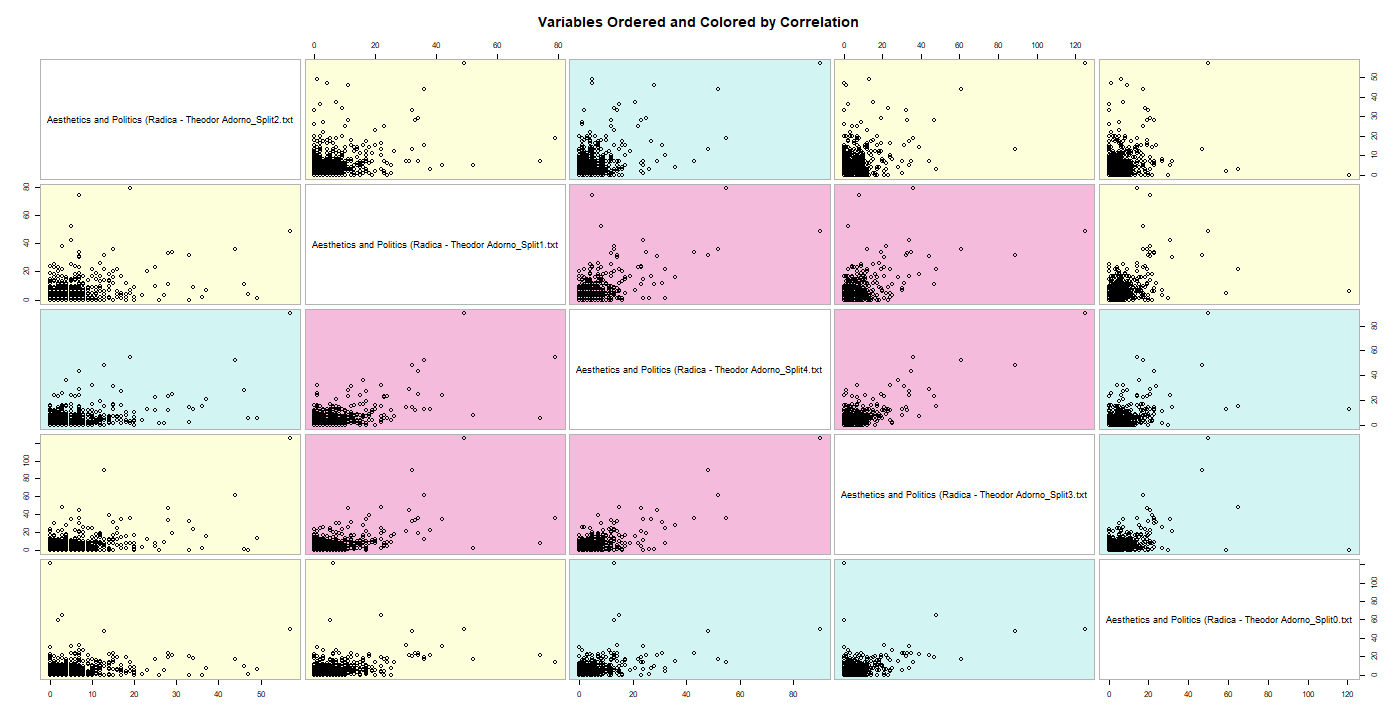 Variables Ordered and Colored by Correlation
0 20 40 60 80
0 20 40 60 80 100 120
Aesthetics and Politics (Radica - Theodor Adorno_Split2.txt
0 10 20 30 40 50
0 20 40 60 80
Aesthetics and Politics (Radica - Theodor Adorno_Split1.txt
Aesthetics and Politics (Radica - Theodor Adorno_Split4.txt
0 20 40 60 80
0 20 40 60 80 100
Aesthetics and Politics (Radica - Theodor Adorno_Split3.txt
Aesthetics and Politics (Radica - Theodor Adorno_Split0.txt
0 20 40 60 80 100
0 10 20 30 40 50
0 20 40 60 80
0 20 40 60 80 100 120